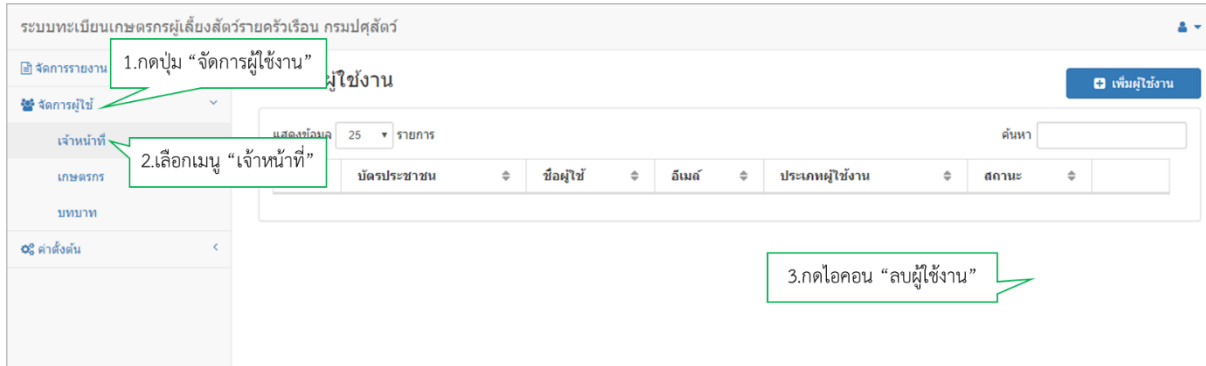 ระบบทะเบียนเกษตรกรผู้เลี้ยงสัตว์รายครัวเรือน กรมปศุสัตว์
จัดการรายงาน
1.กดปุ่ม “จัดการผู้ใช้งาน”
ผู้ใช้งาน
เพิ่มผู้ใช้งาน
จัดการผู้ใช้
เจ้าหน้าที่
2.เลือกเมนู “เจ้าหน้าที่”
แสดงข้อมูล 25 รายการ
ค้นหา
เกษตรกร
บัตรประชาชน ชื่อผู้ใช้ อีเมล์ ประเภทผู้ใช้งาน สถานะ
บทบาท
ค่าตั้งต้น
3.กดไอคอน “ลบผู้ใช้งาน”